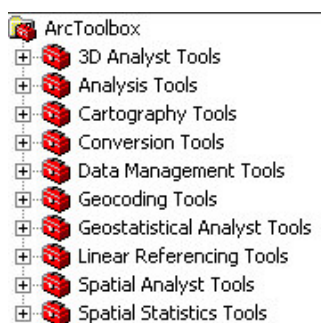 ArcToolbox
3D Analyst Tools
Analysis Tools
Cartography Tools
Conversion Tools
Data Management Tools
Geocoding Tools
Geostatistical Analyst Tools
Linear Referencing Tools
Spatial Analyst Tools
Spatial Statistics Tools